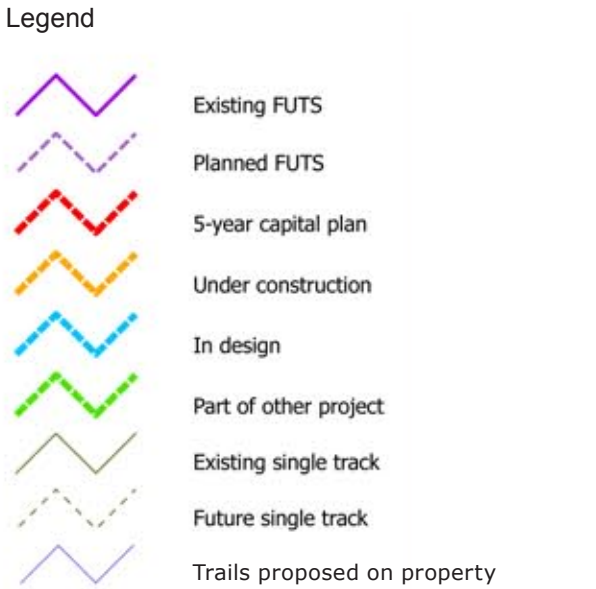 Legend
Existing FUTS
Planned FUTS
5-year capital plan
Under construction
In design
Part of other project
Existing single track
Future single track
Trails proposed on property